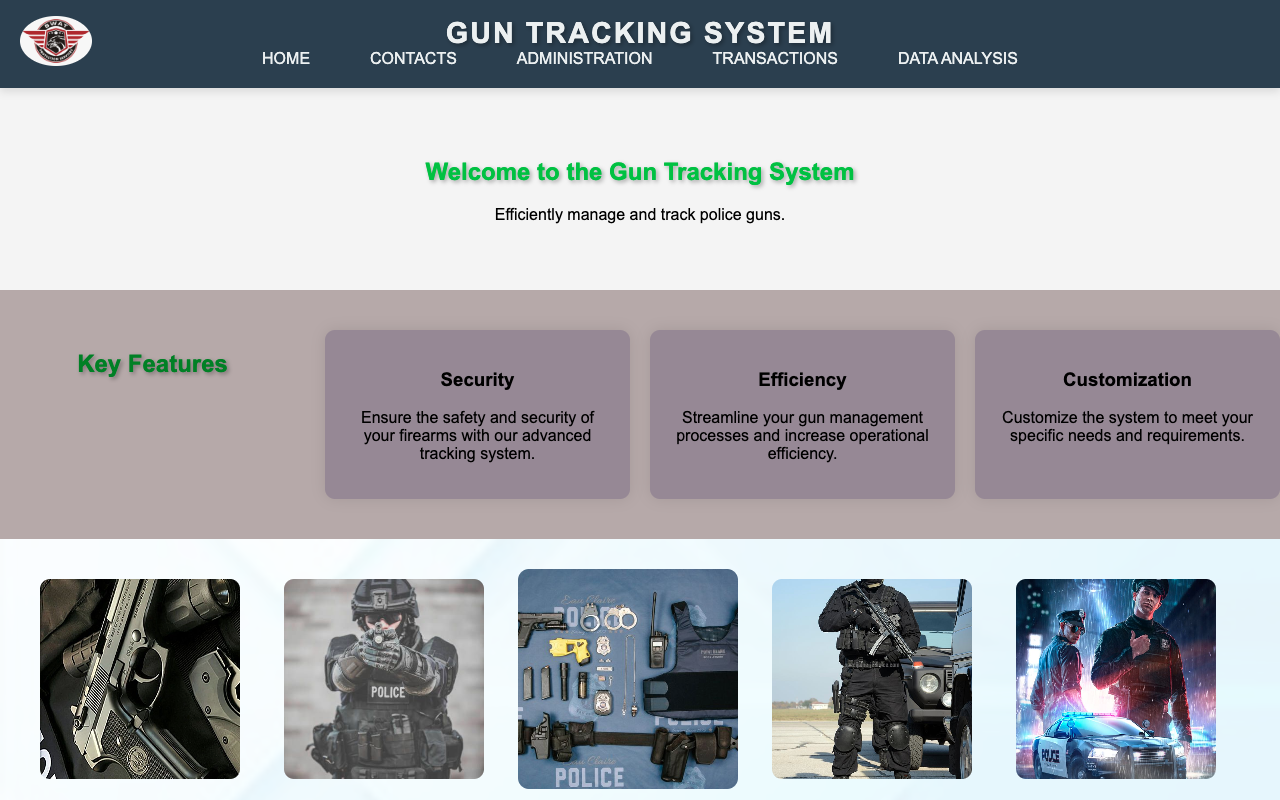 SWAT
GUN TRACKING SYSTEM
HOME CONTACTS ADMINISTRATION TRANSACTIONS DATA ANALYSIS
Welcome to the Gun Tracking System
Efficiently manage and track police guns.
Key Features
Security
Ensure the safety and security of
your firearms with our advanced
tracking system.
Efficiency
Streamline your gun management
processes and increase operational
efficiency.
Customization
Customize the system to meet your
specific needs and requirements.
POLICE
POLICE
POLICE
POLICE
POLICE